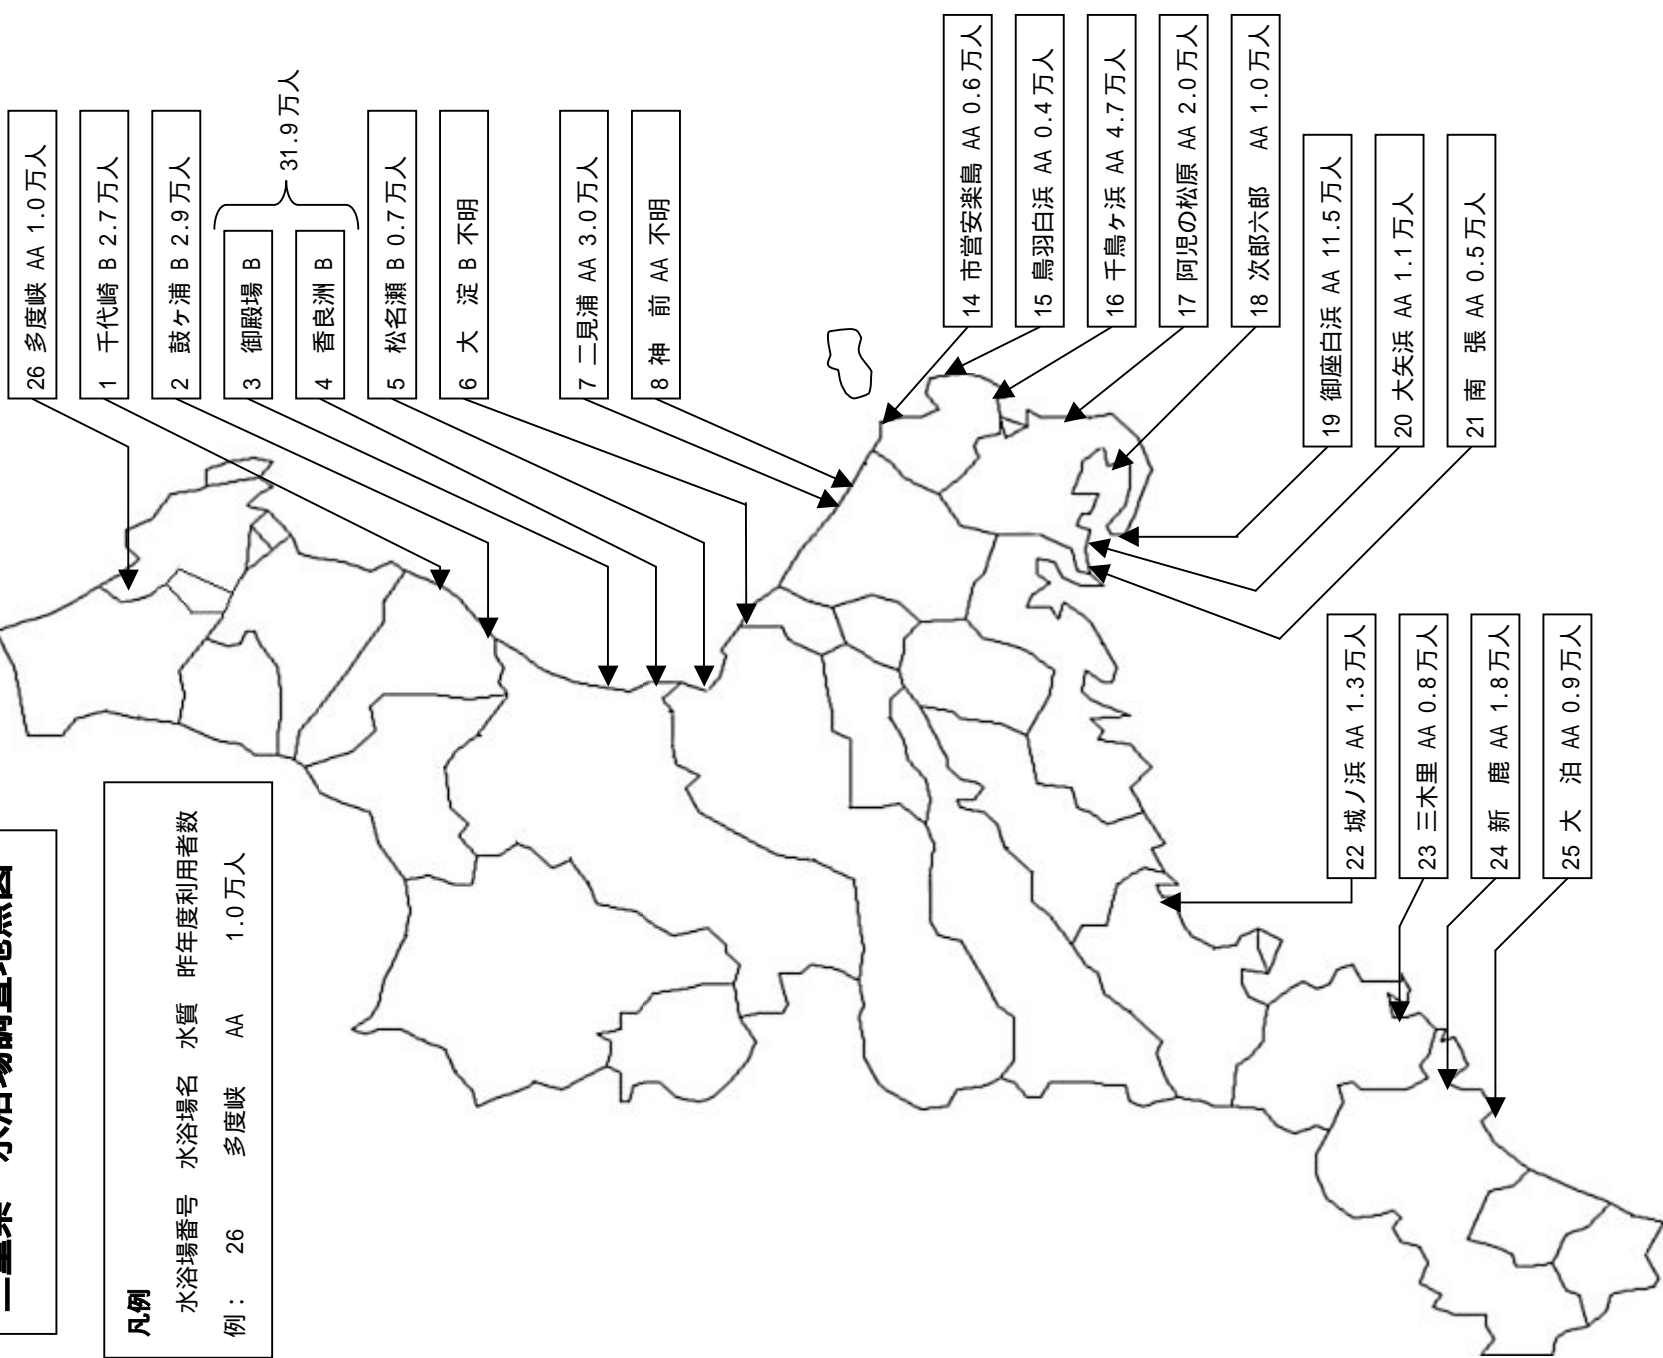 三重県 水浴場調査地点図
凡例
水浴場番号 水浴場名 水質 昨年度利用者数
例： 26 多度峡 AA 1.0万人
26 多度峡 AA 1.0万人
1 千代崎 B 2.7万人
2 鼓ケ浦 B 2.9万人
3 御殿場 B
4 香良洲 B
31.9万人
5 松名瀬 B 0.7万人
6 大 淀 B 不明
7 二見浦 AA 3.0万人
8 神 前 AA 不明
14 市営安楽島 AA 0.6万人
15 鳥羽白浜 AA 0.4万人
16 千鳥ヶ浜 AA 4.7万人
17 阿児の松原 AA 2.0万人
18 次郎六郎 AA 1.0万人
19 御座白浜 AA 11.5万人
20 大矢浜 AA 1.1万人
21 南 張 AA 0.5万人
22 城ノ浜 AA 1.3万人
23 三木里 AA 0.8万人
24 新 鹿 AA 1.8万人
25 大 泊 AA 0.9万人